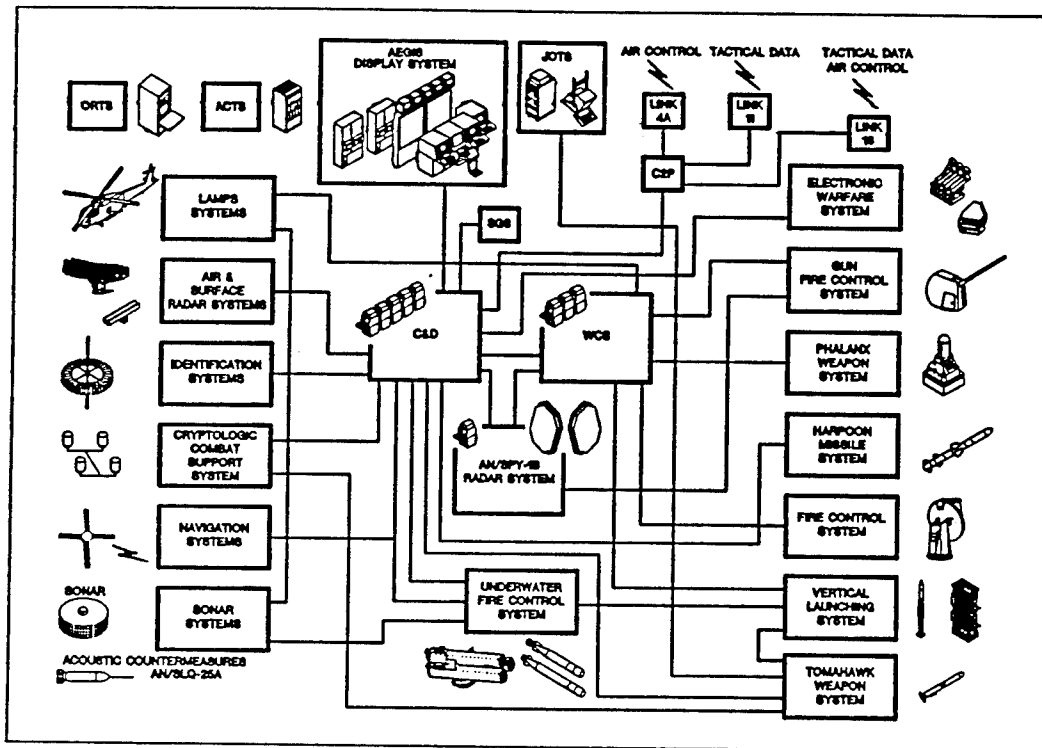 AEGIS
DISPLAY SYSTEM
JOTS
AIR CONTROL
TACTICAL DATA
TACTICAL DATA
AIR CONTROL
ORTS
ACTS
LINK
4A
LINK
11
LINK
16
C2P
LAMPS
SYSTEMS
SGS
ELECTRONIC
WARFARE
SYSTEM
AIR &
SURFACE
RADAR SYSTEMS
C&D
WCS
GUN
FIRE CONTROL
SYSTEM
IDENTIFICATION
SYSTEMS
PHALANX
WEAPON
SYSTEM
CRYPTOLOGIC
COMBAT
SUPPORT
SYSTEM
AN/SPY-1B
RADAR SYSTEM
HARPOON
MISSILE
SYSTEM
NAVIGATION
SYSTEMS
FIRE CONTROL
SYSTEM
SONAR
SONAR
SYSTEMS
UNDERWATER
FIRE CONTROL
SYSTEM
VERTICAL
LAUNCHING
SYSTEM
ACOUSTIC COUNTERMEASURES
AN/SLQ-25A
TOMAHAWK
WEAPON
SYSTEM